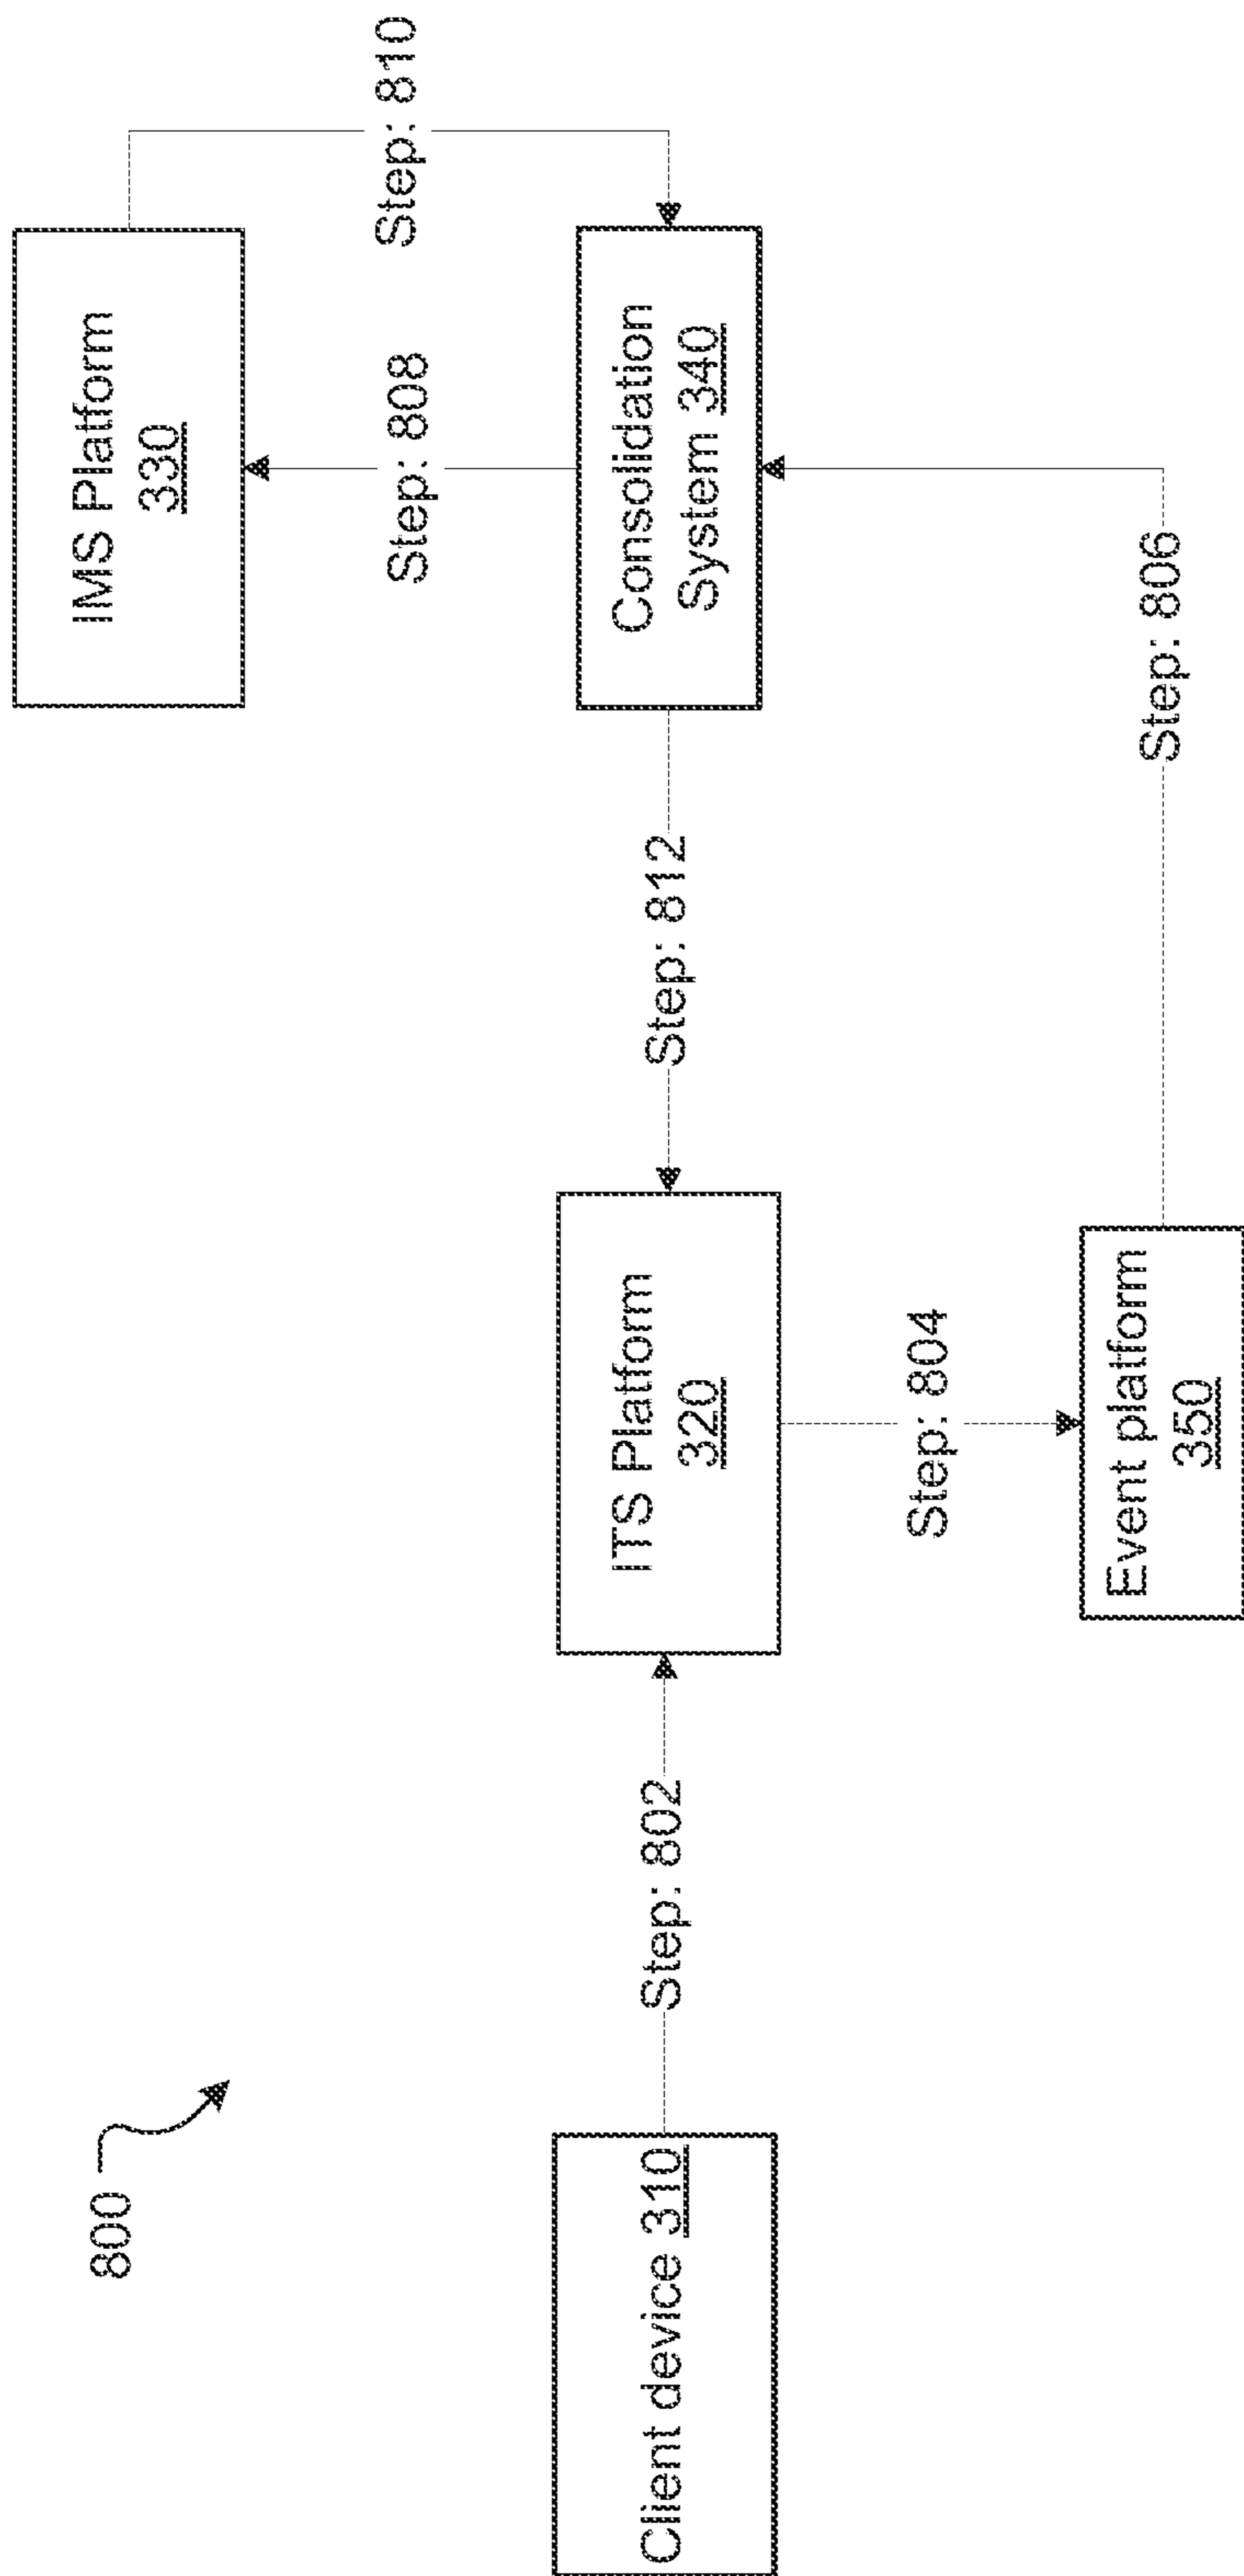 800
IMS Platform
330
Step: 810
Step: 808
Client device 310
Step: 802
ITS Platform
320
Step: 812
Consolidation
System 340
Step: 804
Event platform
350
Step: 806